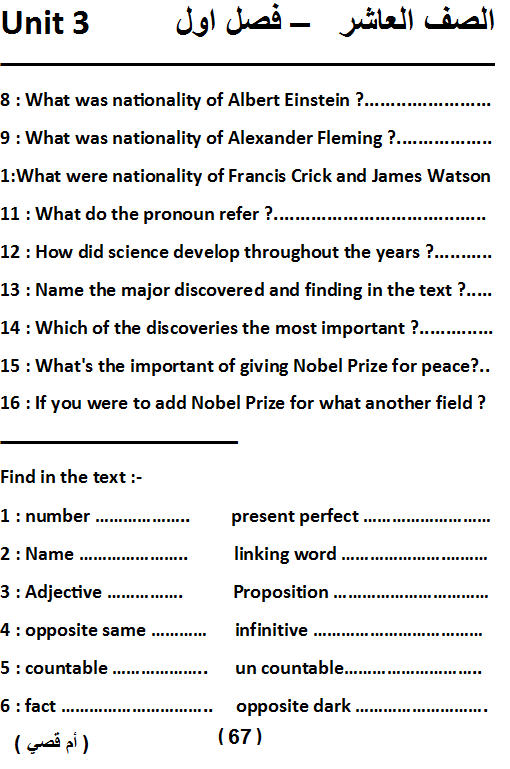 Unit 3 الصف العاشر – فصل اول
8 : What was nationality of Albert Einstein ?........................
9 : What was nationality of Alexander Fleming ?...................
1:What were nationality of Francis Crick and James Watson
11 : What do the pronoun refer ?.......................................
12 : How did science develop throughout the years ?...........
13 : Name the major discovered and finding in the text ?.....
14 : Which of the discoveries the most important ?..............
15 : What's the important of giving Nobel Prize for peace?..
16 : If you were to add Nobel Prize for what another field ?
Find in the text :-
1 : number ……………….. present perfect ………………………
2 : Name ………………….. linking word ………………………….
3 : Adjective ……………. Proposition ……………………………
4 : opposite same ………… infinitive ………………………………
5 : countable ……………….. un countable………………………..
6 : fact ………………………….. opposite dark ……………………….
( أم قصي ) ( 67 )